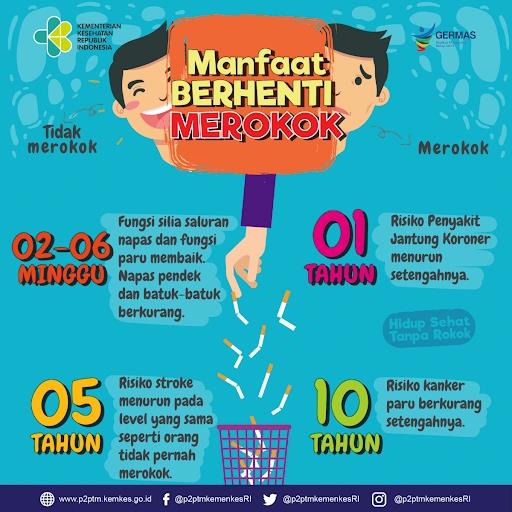 KEMENTERIAN
KESEHATAN
REPUBLIK
INDONESIA
GERMAS
Manfaat
BERHENTI
MEROKOK
Tidak
merokok
Merokok
02-06
MINGGU
Fungsi silia saluran
napas dan fungsi
paru membaik.
Napas pendek
dan batuk-batuk
berkurang.
01
TAHUN
Risiko Penyakit
Jantung Koroner
menurun
setengahnya.
Hidup Sehat
Tanpa Rokok
05
TAHUN
Risiko stroke
menurun pada
level yang sama
seperti orang
tidak pernah
merokok.
10
TAHUN
Risiko kanker
paru berkurang
setengahnya.
www.p2ptm.kemkes.go.id
@p2ptmkemenkesRI
@p2ptmkemenkesRI
@p2ptmkemenkesRI